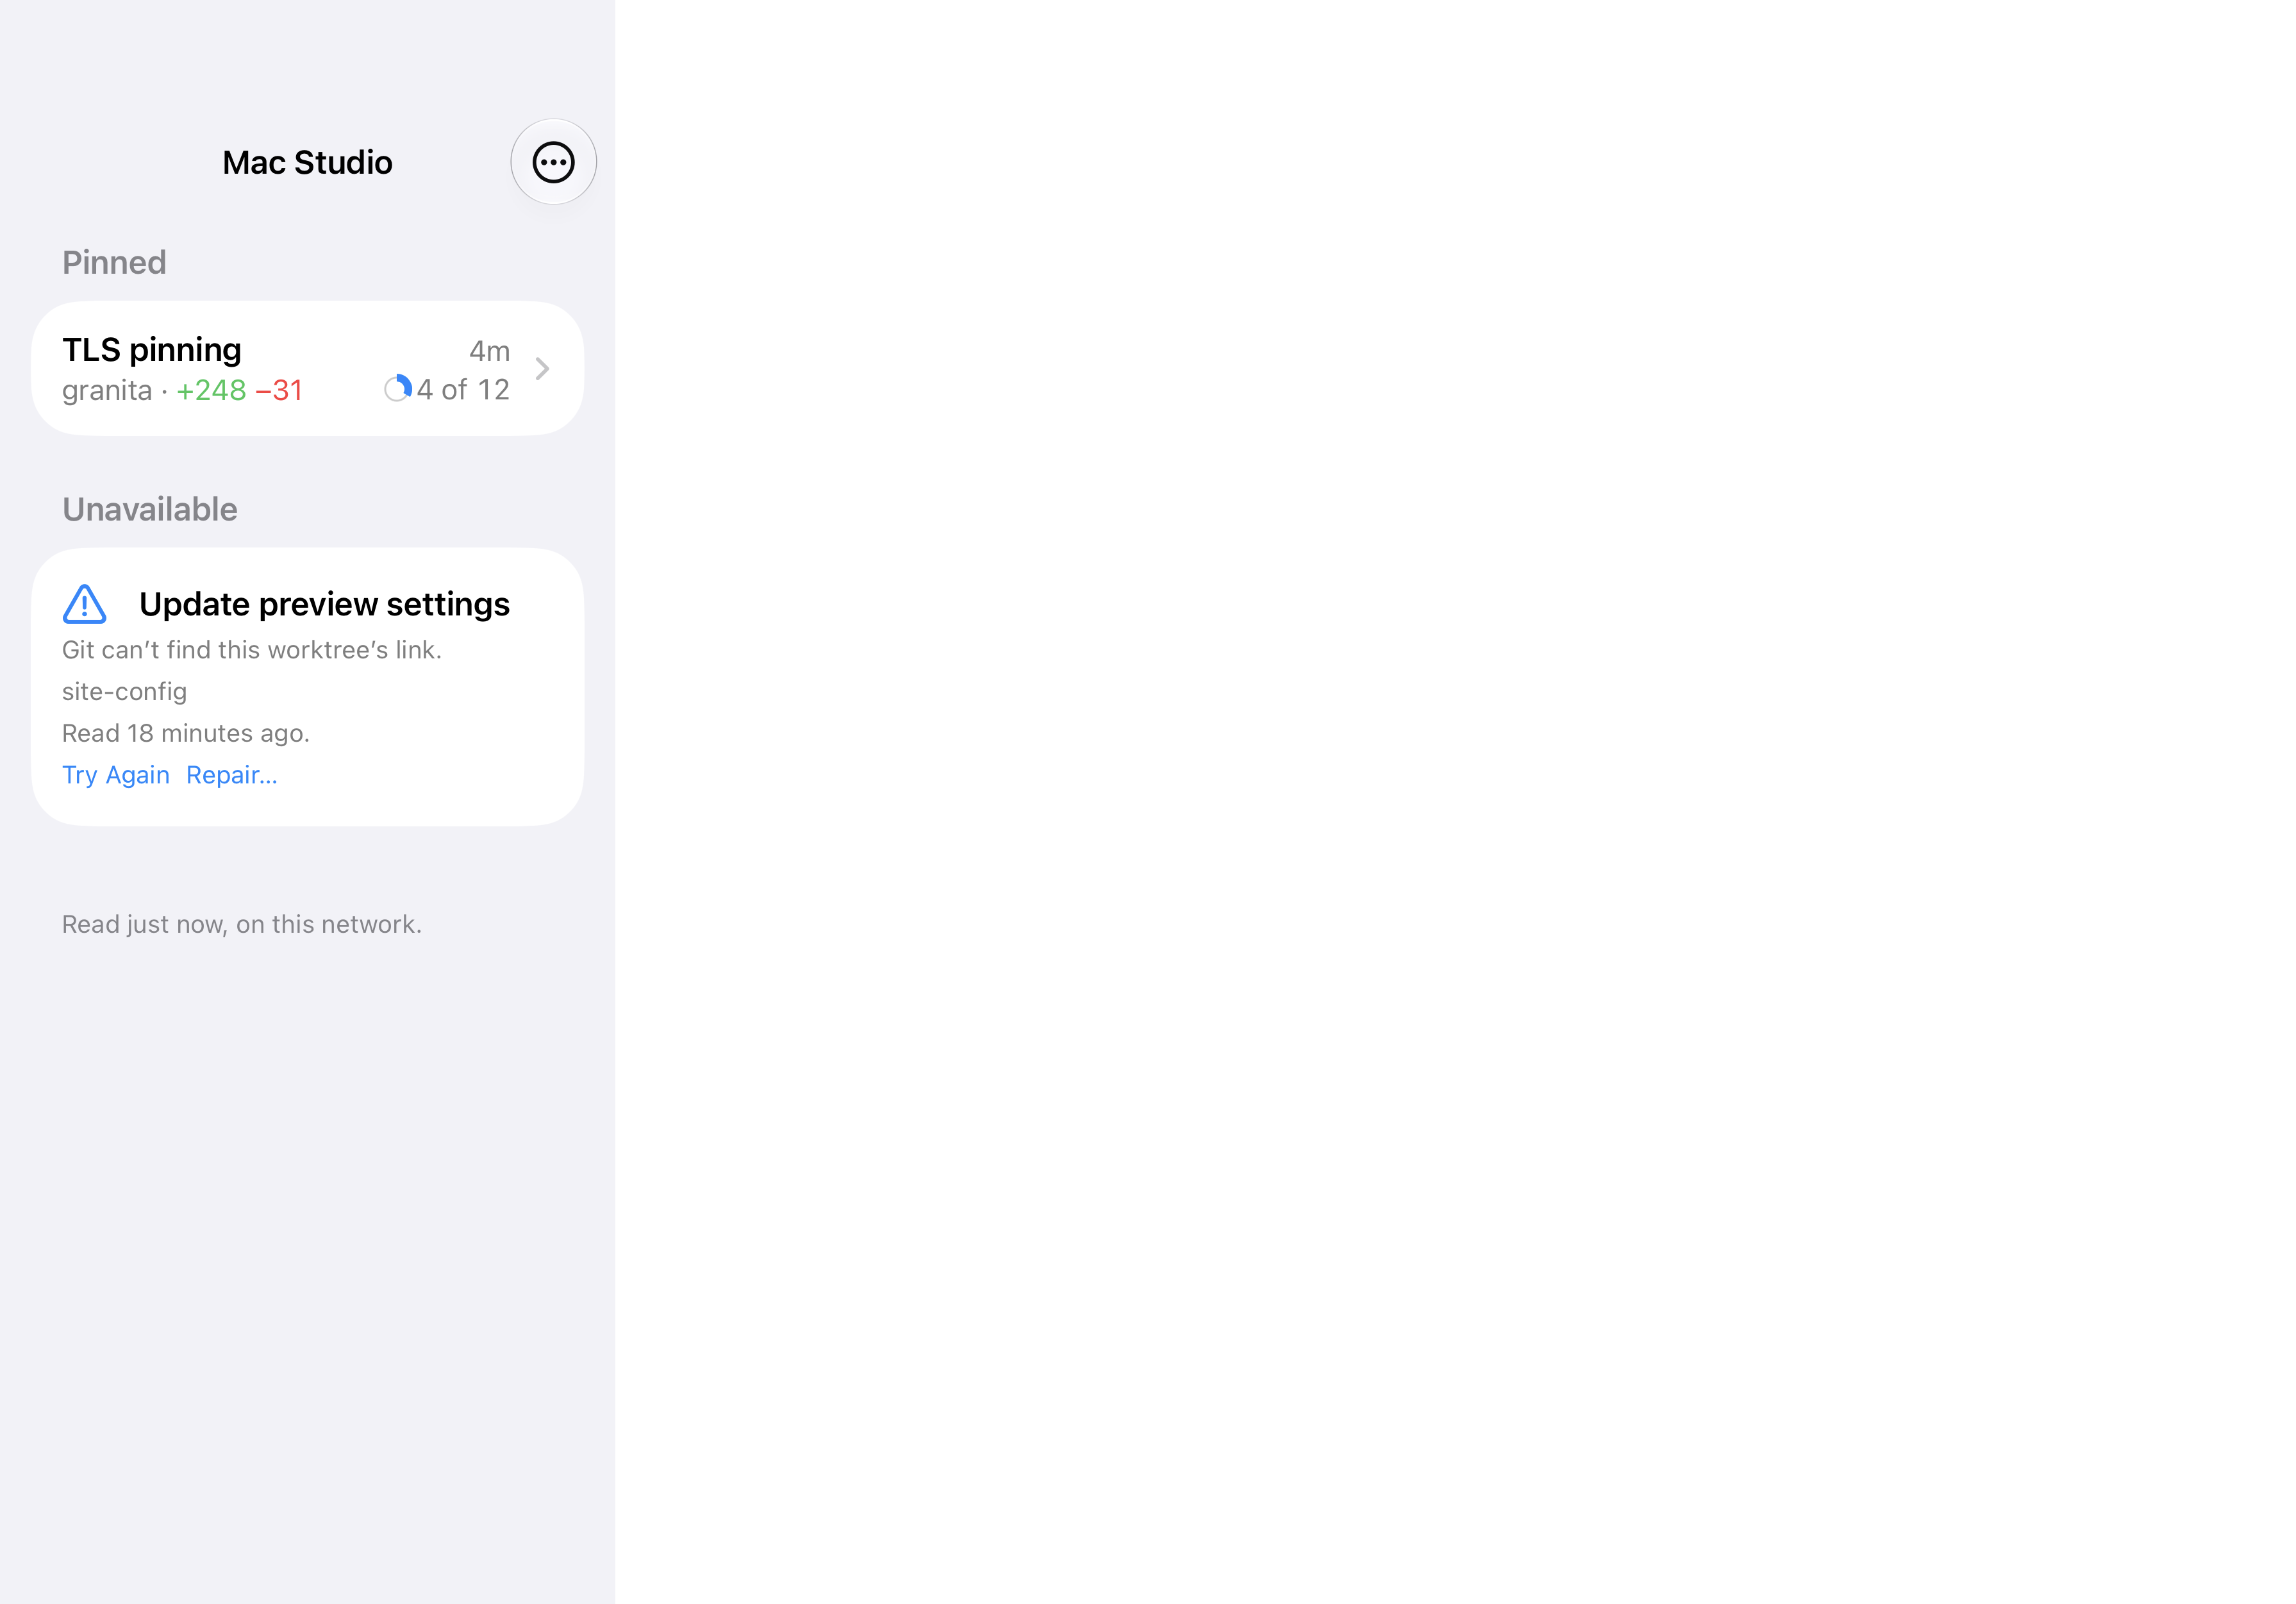 Mac Studio
Pinned
TLS pinning
4m
granita · +248 −31
4 of 12
Unavailable
Update preview settings
Git can’t find this worktree’s link.
site-config
Read 18 minutes ago.
Try Again Repair…
Read just now, on this network.